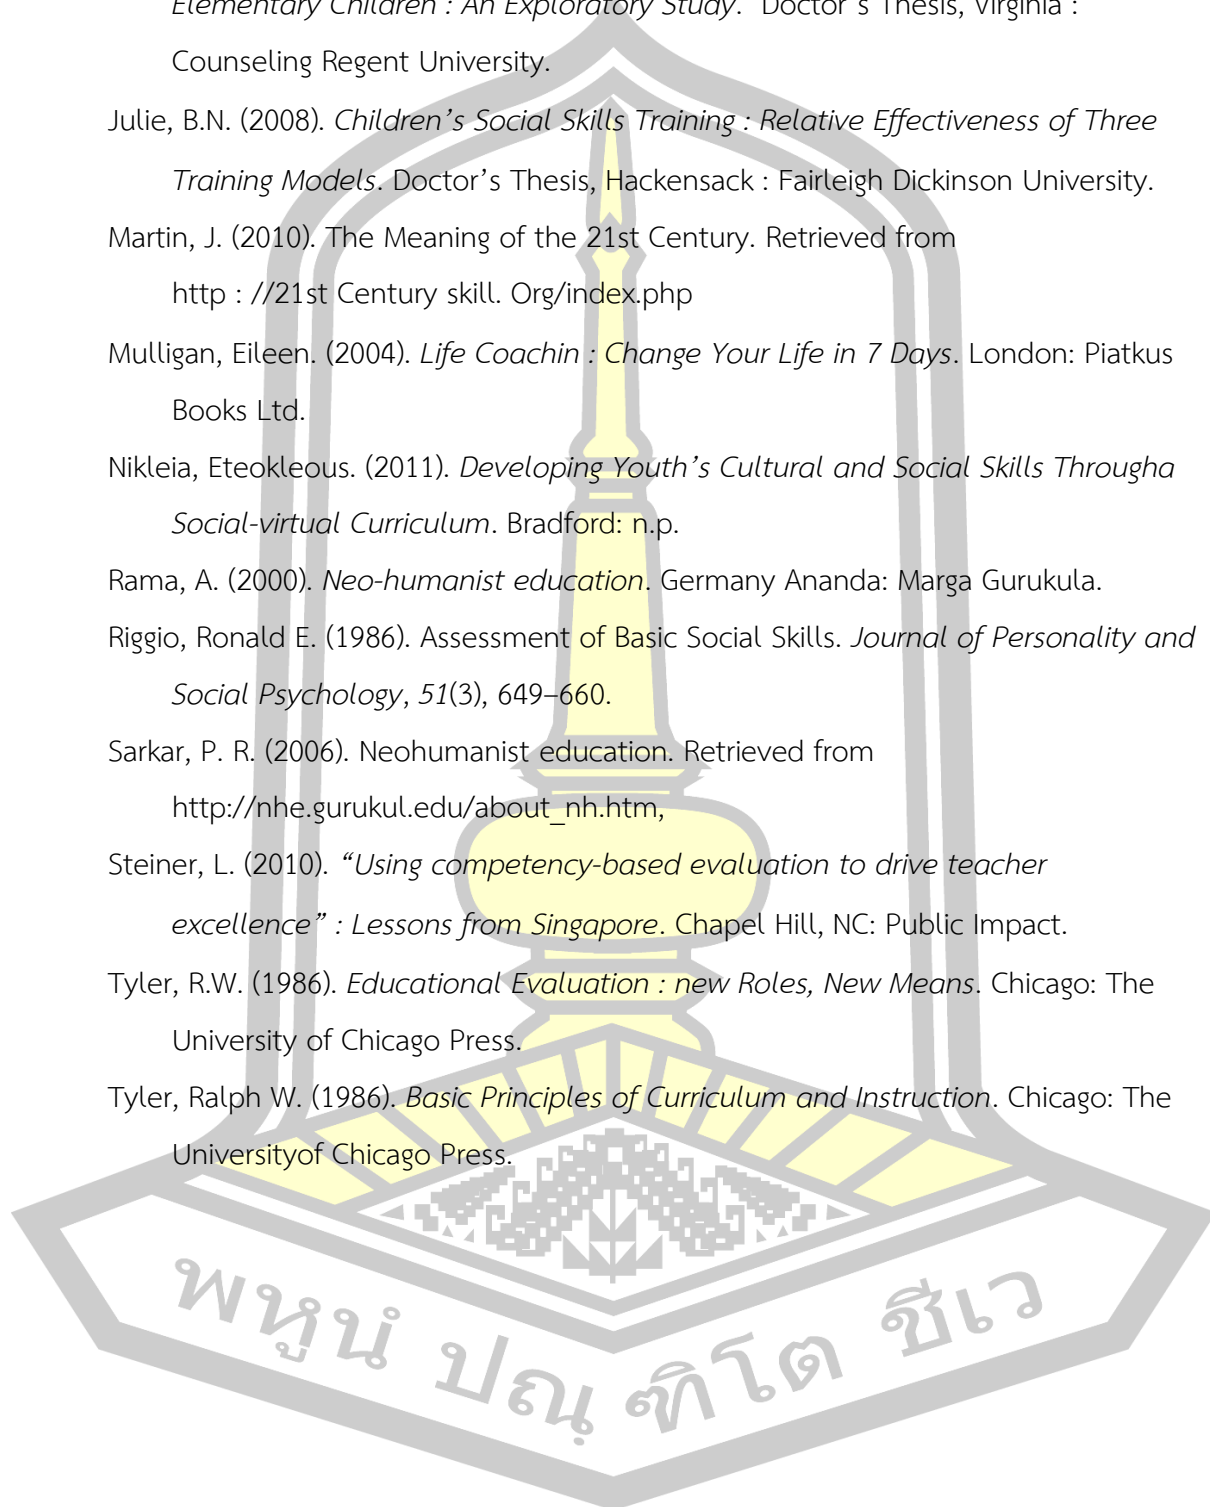 Elementary Children : An Exploratory Study. Doctor's Thesis, Virginia :
Counseling Regent University.
Julie, B.N. (2008). Children's Social Skills Training : Relative Effectiveness of Three
Training Models. Doctor's Thesis, Hackensack : Fairleigh Dickinson University.
Martin, J. (2010). The Meaning of the 21st Century. Retrieved from
http : //21st Century skill. Org/index.php
Mulligan, Eileen. (2004). Life Coachin : Change Your Life in 7 Days. London: Piatkus
Books Ltd.
Nikleia, Eteokleous. (2011). Developing Youth's Cultural and Social Skills Througha
Social-virtual Curriculum. Bradford: n.p.
Rama, A. (2000). Neo-humanist education. Germany Ananda: Marga Gurukula.
Riggio, Ronald E. (1986). Assessment of Basic Social Skills. Journal of Personality and
Social Psychology, 51(3), 649–660.
Sarkar, P. R. (2006). Neohumanist education. Retrieved from
http://nhe.gurukul.edu/about_nh.htm,
Steiner, L. (2010). “Using competency-based evaluation to drive teacher
excellence” : Lessons from Singapore. Chapel Hill, NC: Public Impact.
Tyler, R.W. (1986). Educational Evaluation : new Roles, New Means. Chicago: The
University of Chicago Press.
Tyler, Ralph W. (1986). Basic Principles of Curriculum and Instruction. Chicago: The
Universityof Chicago Press.
พหูนํ ปณฺฑิโต ชีเว